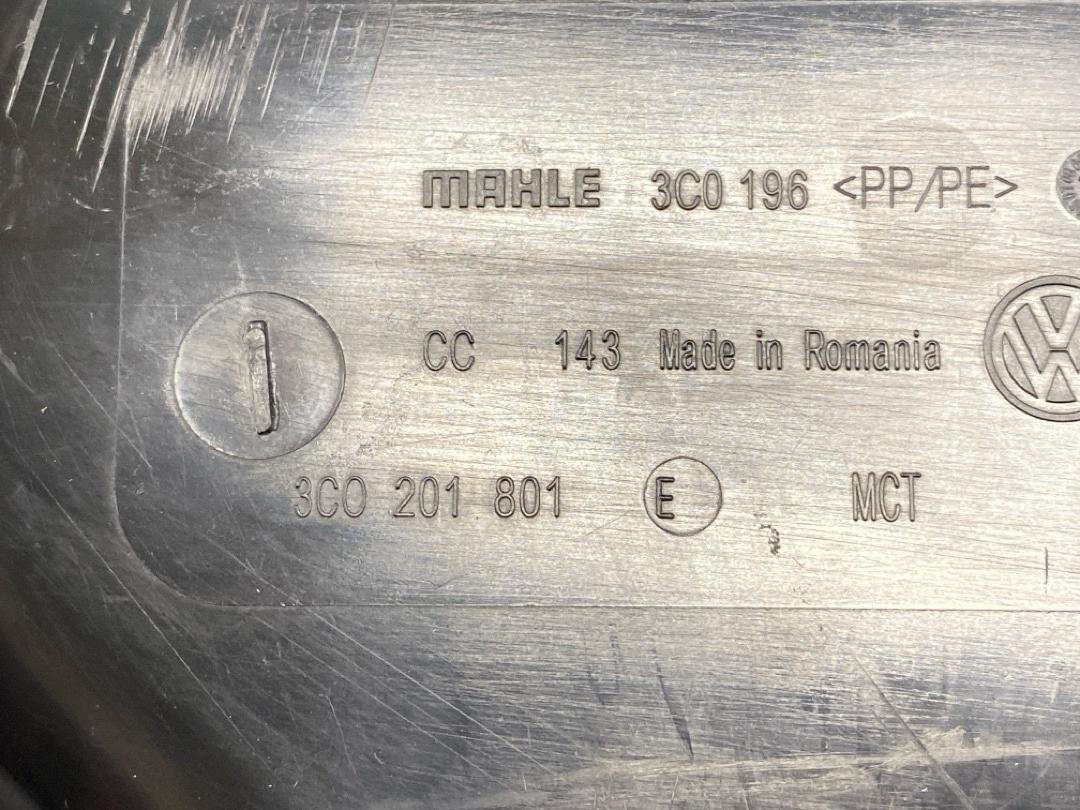 MAHLE 3C0 196 <PP/PE>
CC 143 Made in Romania
3C0 201 801 E MCT